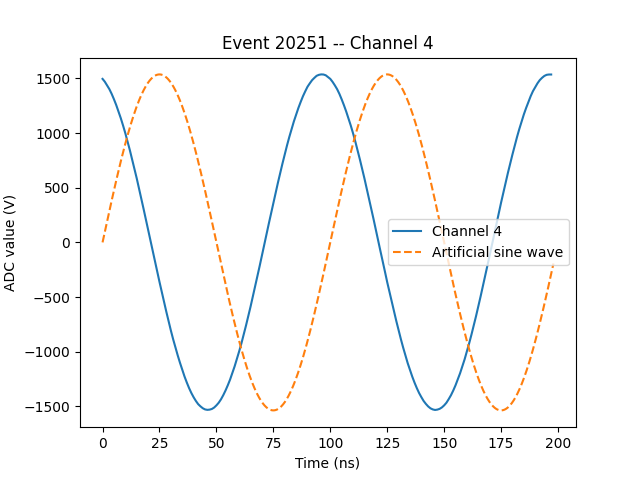 Event 20251 -- Channel 4
ADC value (V)
1500
1000
500
0
−500
−1000
−1500
Channel 4
Artificial sine wave
0 25 50 75 100 125 150 175 200
Time (ns)